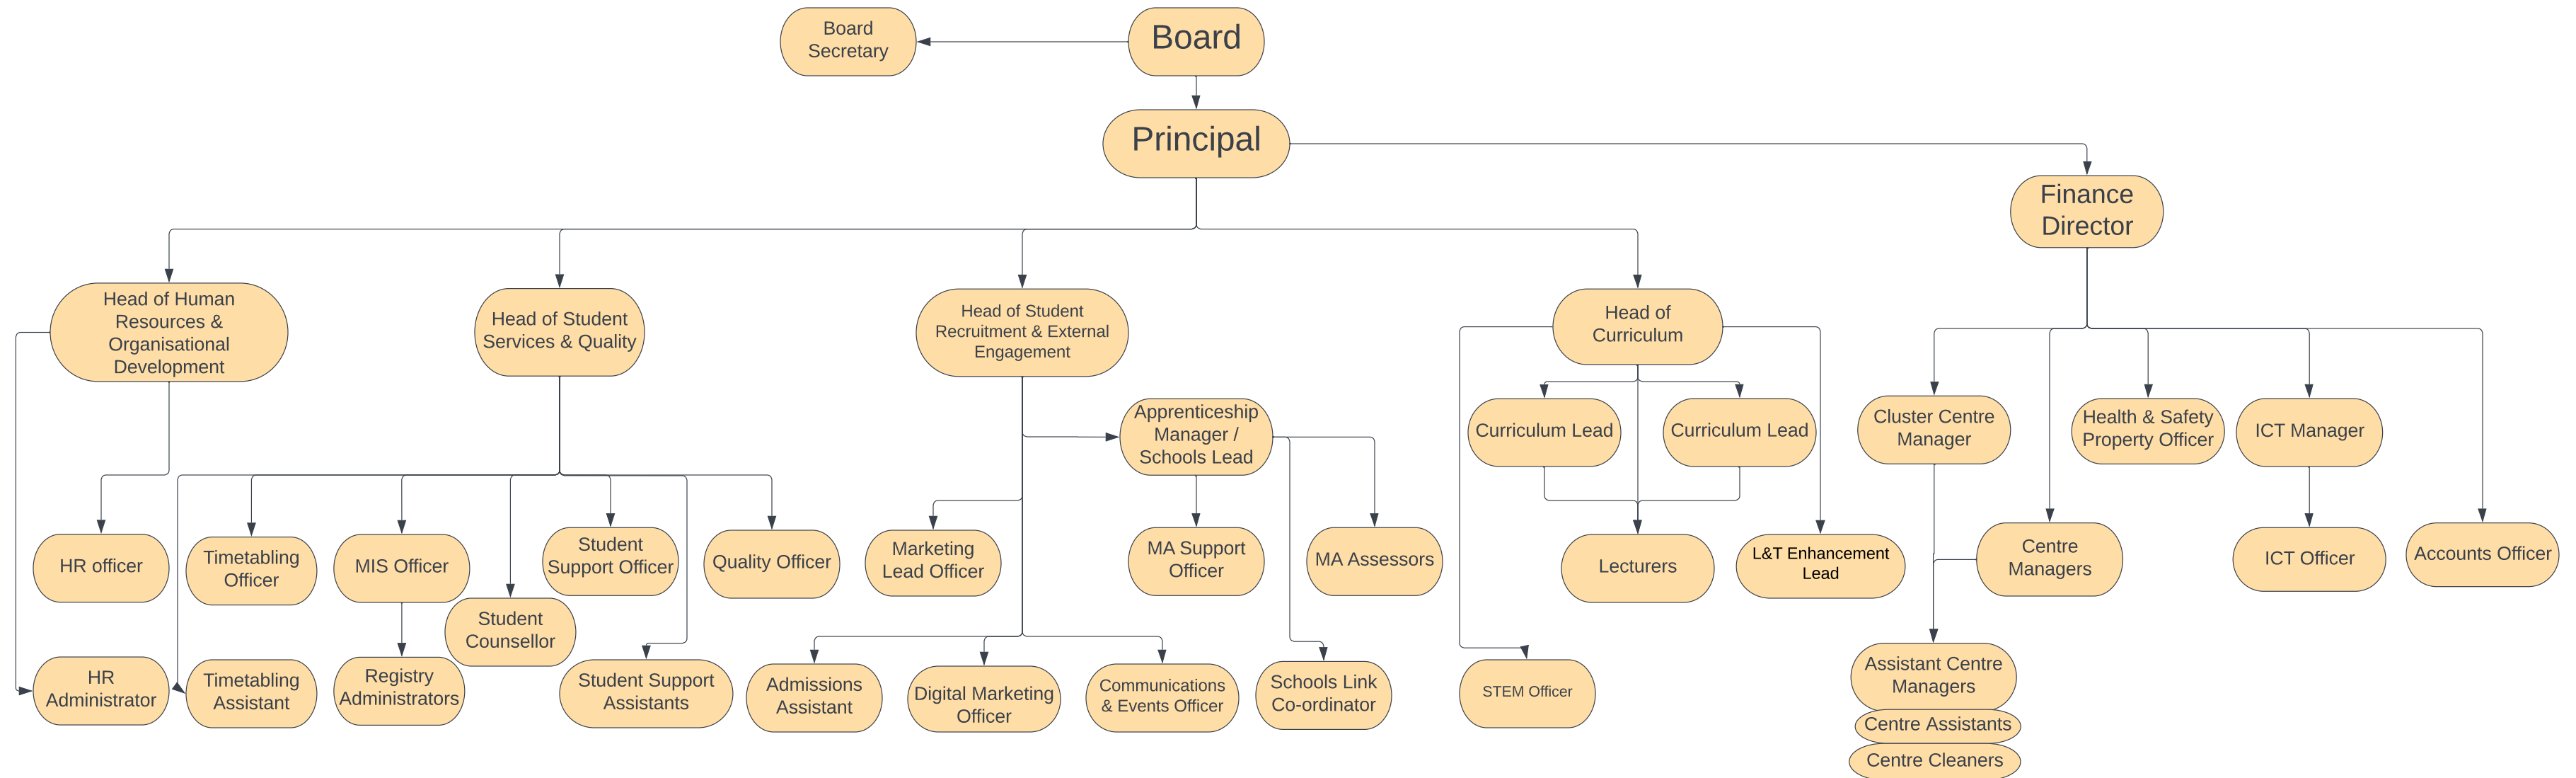 Board
Secretary
Board
Principal
Finance
Director
Head of Human
Resources &
Organisational
Development
Head of Student
Services & Quality
Head of Student
Recruitment & External
Engagement
Head of
Curriculum
Apprenticeship
Manager /
Schools Lead
Curriculum Lead
Curriculum Lead
Cluster Centre
Manager
Health & Safety
Property Officer
ICT Manager
HR officer
Timetabling
Officer
MIS Officer
Student
Support Officer
Quality Officer
Marketing
Lead Officer
MA Support
Officer
MA Assessors
Lecturers
L&T Enhancement
Lead
Centre
Managers
ICT Officer
Accounts Officer
Student
Counsellor
HR
Administrator
Timetabling
Assistant
Registry
Administrators
Student Support
Assistants
Admissions
Assistant
Digital Marketing
Officer
Communications
& Events Officer
Schools Link
Co-ordinator
STEM Officer
Assistant Centre
Managers
Centre Assistants
Centre Cleaners